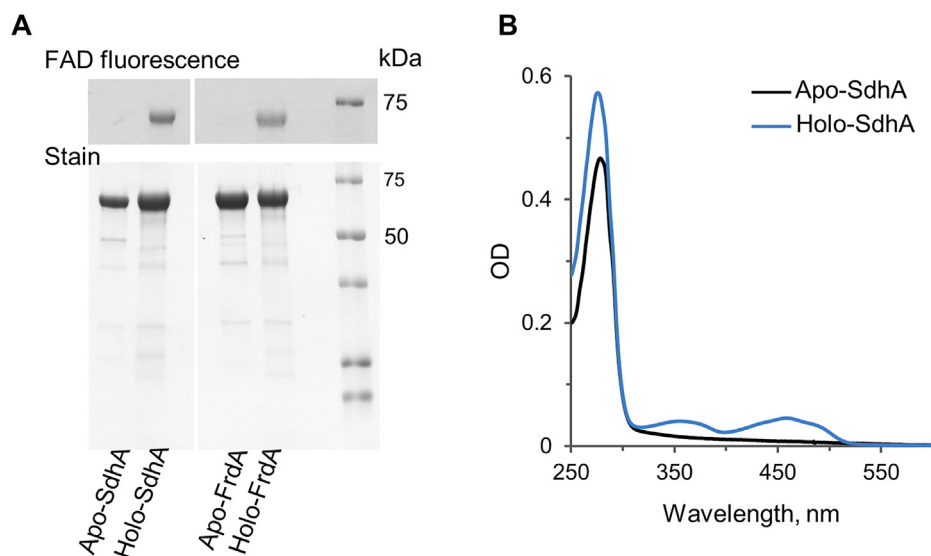 A
FAD fluorescence
kDa
75
Stain
75
50
Apo-SdhA
Holo-SdhA
Apo-FrdA
Holo-FrdA
B
0.6
0.4
0.2
0
OD
Apo-SdhA
Holo-SdhA
250
350
450
550
Wavelength, nm